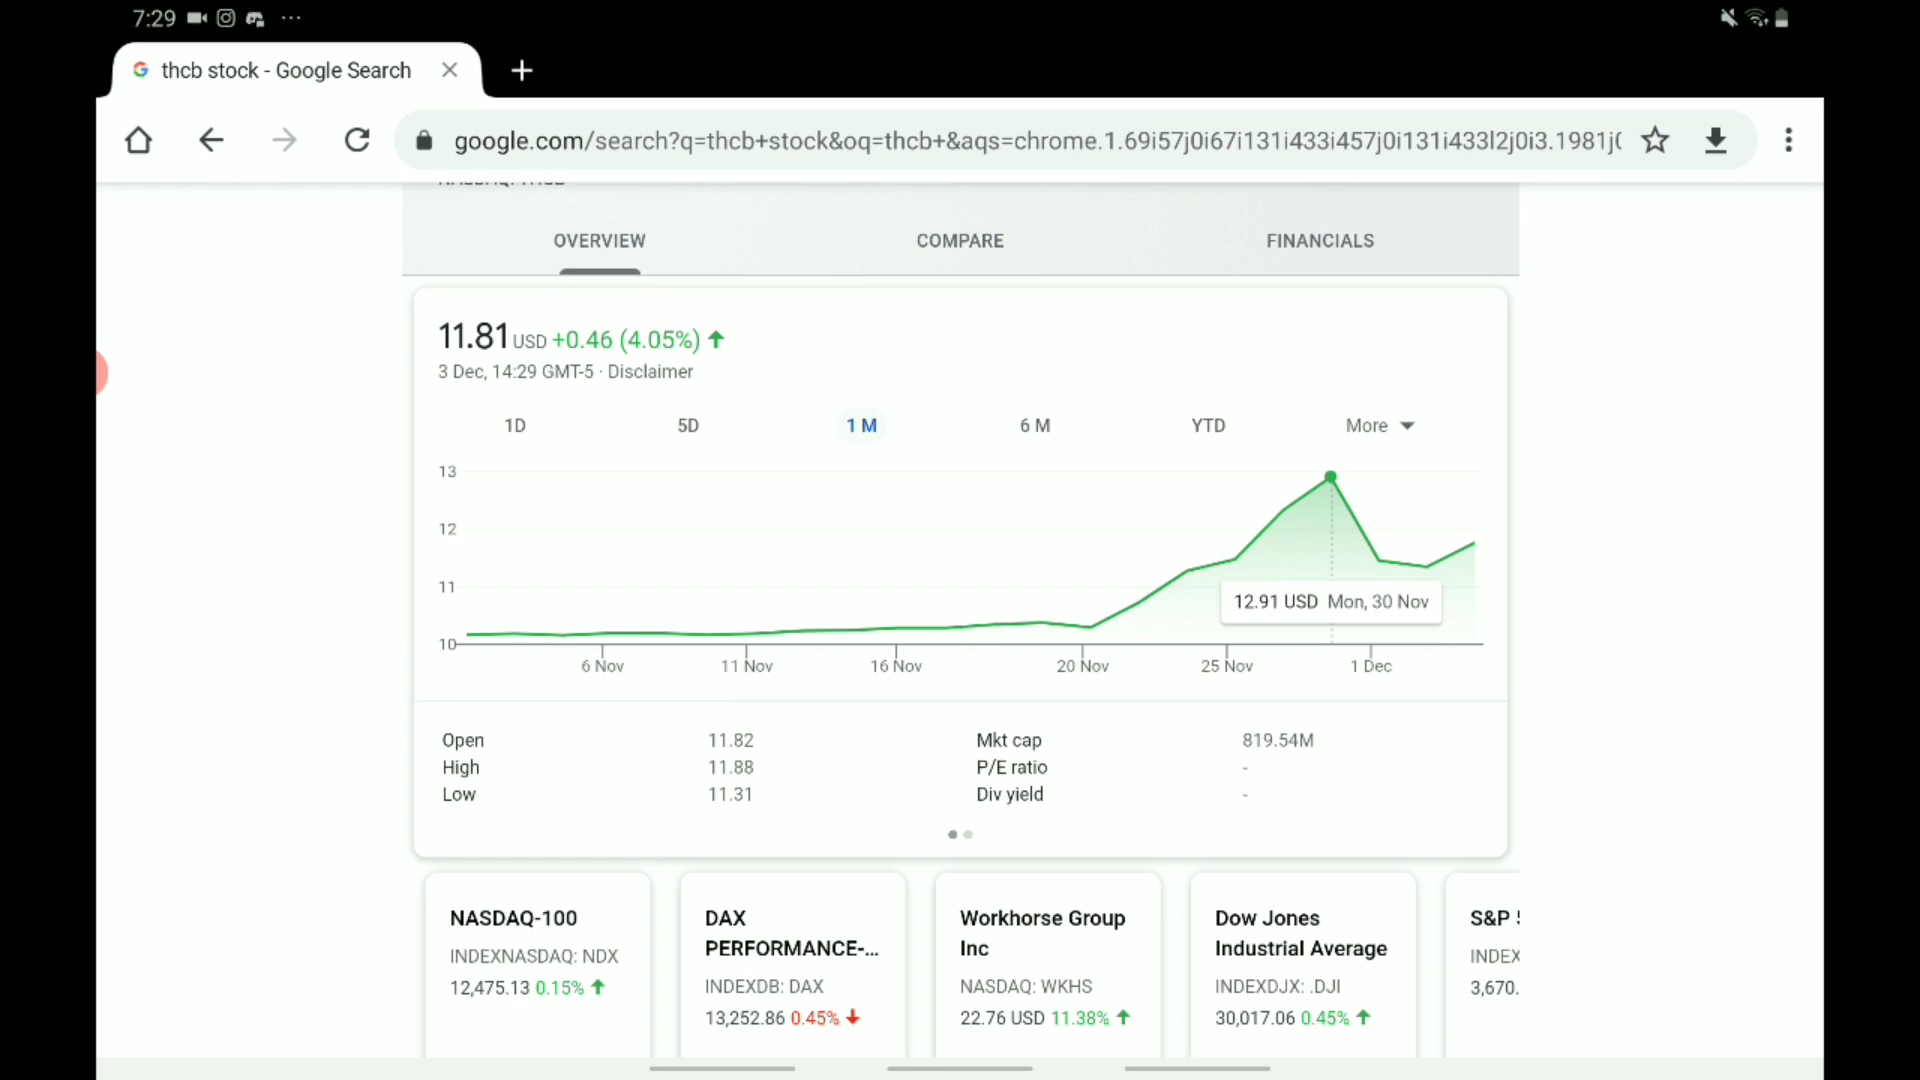 7:29 ...
thcb stock - Google Search
google.com/search?q=thcb+stock&oq=thcb+&aqs=chrome.1.69i57j0i67i131i433i457j0i131i433l2j0i3.1981j(
OVERVIEW COMPARE FINANCIALS
11.81 USD +0.46 (4.05%)
3 Dec, 14:29 GMT-5 · Disclaimer
1D 5D 1 M 6 M YTD More
13
12
11
12.91 USD Mon, 30 Nov
10
6 Nov 11 Nov 16 Nov 20 Nov 25 Nov 1 Dec
Open 11.82 Mkt cap 819.54M
High 11.88 P/E ratio -
Low 11.31 Div yield -
NASDAQ-100
INDEXNASDAQ: NDX
12,475.13 0.15%
DAX
PERFORMANCE-...
INDEXDB: DAX
13,252.86 0.45%
Workhorse Group
Inc
NASDAQ: WKHS
22.76 USD 11.38%
Dow Jones
Industrial Average
INDEXDJX: .DJI
30,017.06 0.45%
S&P
INDEX
3,670.